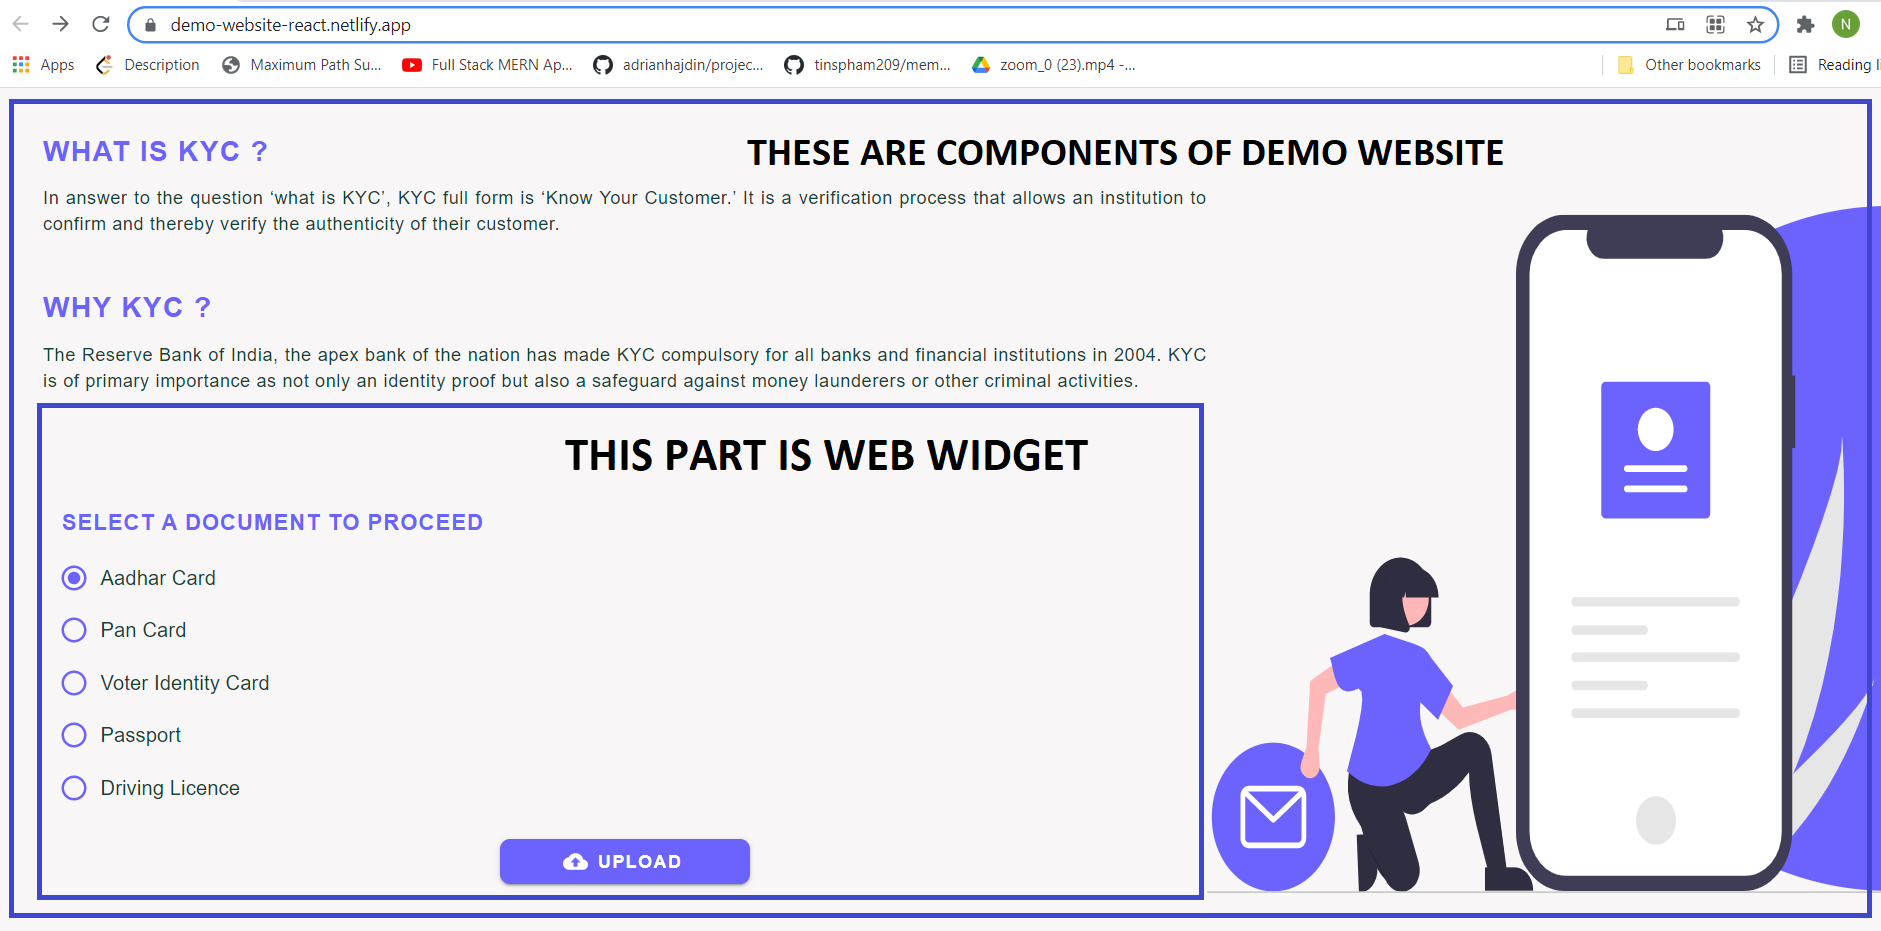 demo-website-react.netlify.app
N
Apps
Description
Maximum Path Su...
Full Stack MERN Ap...
adrianhajdin/projec...
tinspham209/mem...
zoom_0 (23).mp4 -...
Other bookmarks
Reading li
WHAT IS KYC ?
THESE ARE COMPONENTS OF DEMO WEBSITE
In answer to the question ‘what is KYC’, KYC full form is ‘Know Your Customer.’ It is a verification process that allows an institution to
confirm and thereby verify the authenticity of their customer.
WHY KYC ?
The Reserve Bank of India, the apex bank of the nation has made KYC compulsory for all banks and financial institutions in 2004. KYC
is of primary importance as not only an identity proof but also a safeguard against money launderers or other criminal activities.
THIS PART IS WEB WIDGET
SELECT A DOCUMENT TO PROCEED
Aadhar Card
Pan Card
Voter Identity Card
Passport
Driving Licence
UPLOAD